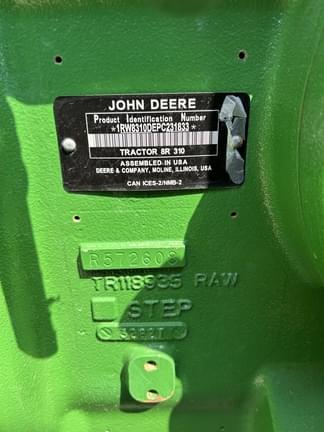 JOHN DEERE
Product Identification Number
*1RW8310DEPC231833*
TRACTOR 8R 310
ASSEMBLED IN USA
DEERE & COMPANY, MOLINE, ILLINOIS, USA
CAN ICES-2/NMB-2
R572608
TR118935 RAW
STEP